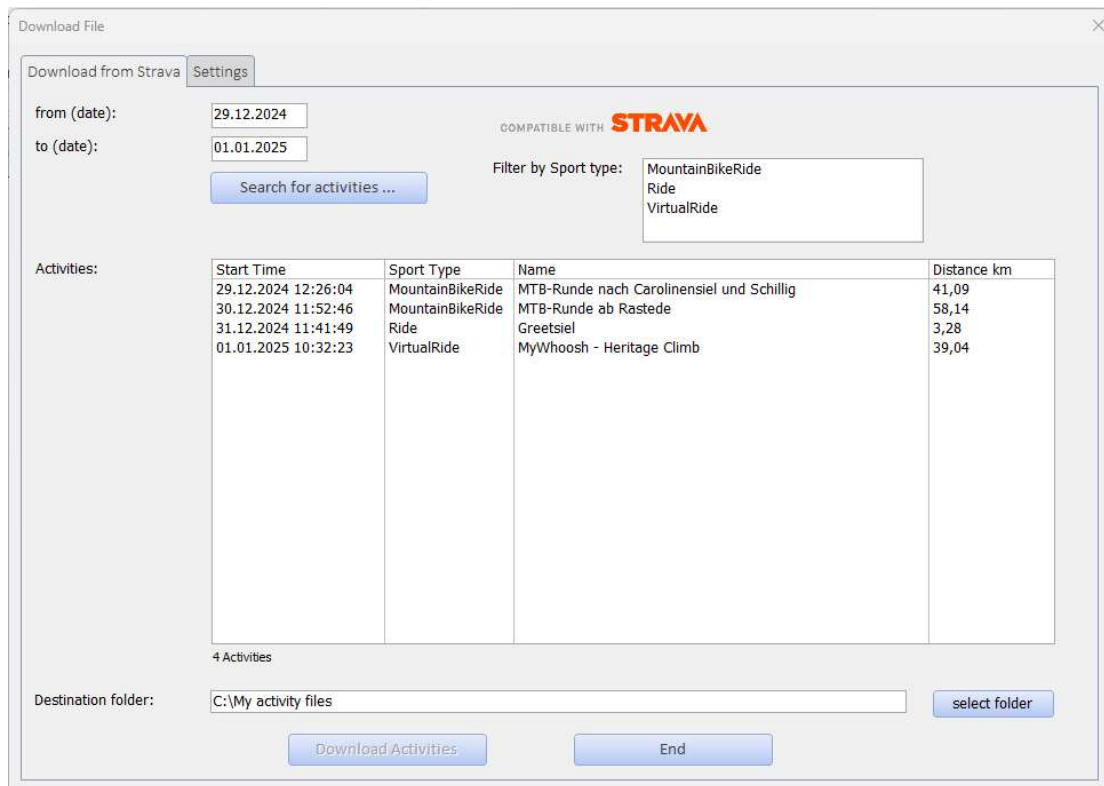 Download File
Download from Strava Settings
from (date): 29.12.2024
COMPATIBLE WITH STRAVA
to (date): 01.01.2025
Search for activities ...
Filter by Sport type:
MountainBikeRide
Ride
VirtualRide
Activities:
Start Time Sport Type Name Distance km
29.12.2024 12:26:04 MountainBikeRide MTB-Runde nach Carolinensiel und Schillig 41,09
30.12.2024 11:52:46 MountainBikeRide MTB-Runde ab Rastede 58,14
31.12.2024 11:41:49 Ride Greetsiel 3,28
01.01.2025 10:32:23 VirtualRide MyWhoosh - Heritage Climb 39,04
4 Activities
Destination folder: C:\My activity files select folder
Download Activities End